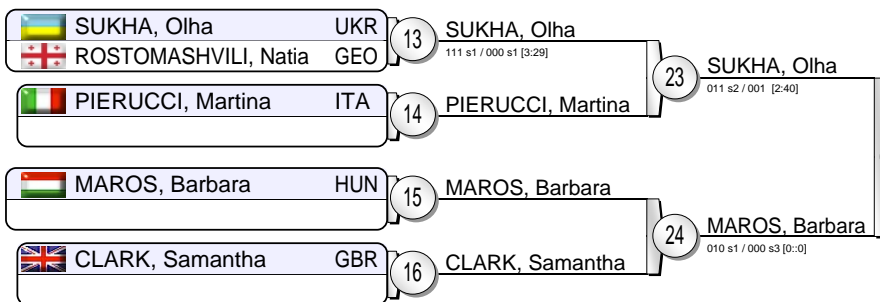 SUKHA, Olha UKR
ROSTOMASHVILI, Natia GEO
13
SUKHA, Olha
111 s1 / 000 s1 [3:29]
PIERUCCI, Martina ITA
14
PIERUCCI, Martina
23
SUKHA, Olha
011 s2 / 001 [2:40]
MAROS, Barbara HUN
15
MAROS, Barbara
CLARK, Samantha GBR
16
CLARK, Samantha
24
MAROS, Barbara
010 s1 / 000 s3 [0::0]